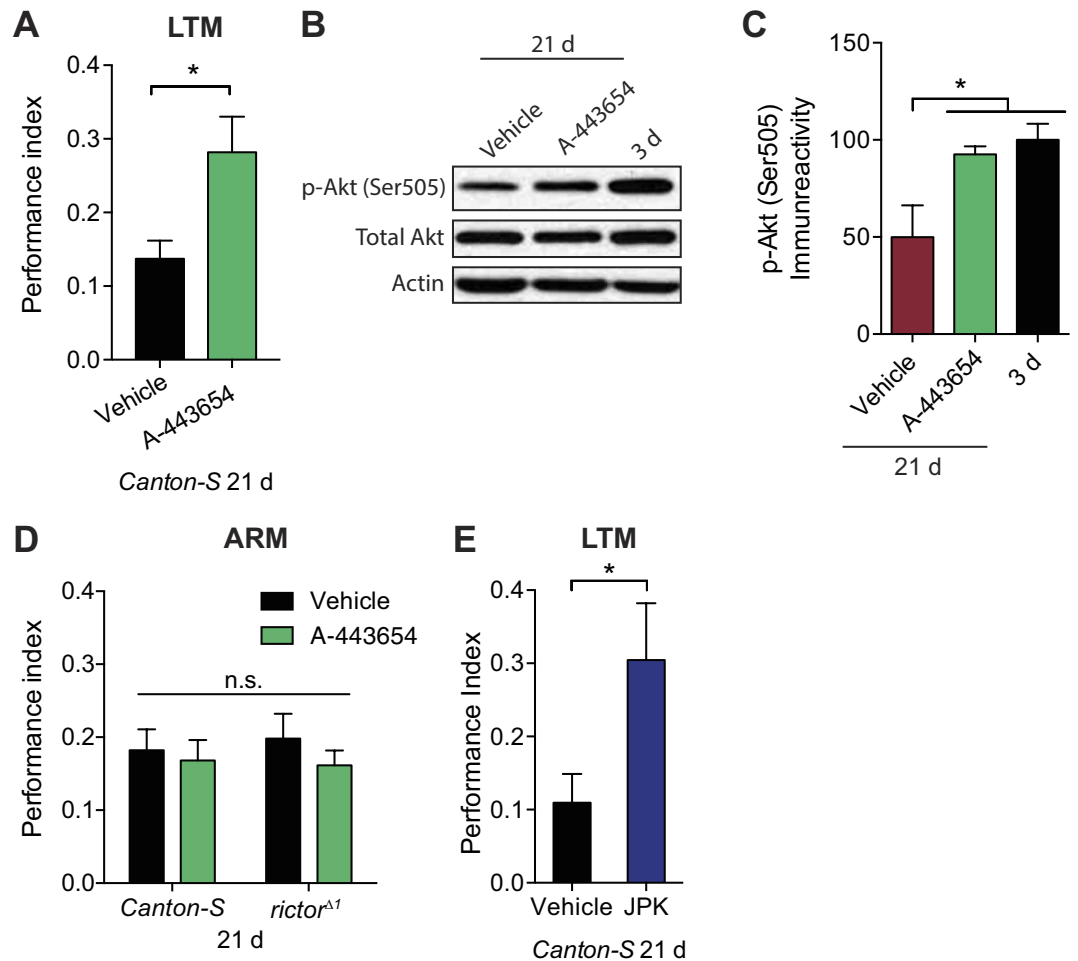 A
LTM
Performance index
0.4
0.3
0.2
0.1
0.0
*
Vehicle
A-443654
Canton-S 21 d
B
21 d
Vehicle
A-443654
3 d
p-Akt (Ser505)
Total Akt
Actin
C
p-Akt (Ser505)
Immunreactivity
150
100
50
0
*
Vehicle
A-443654
3 d
21 d
D
ARM
Performance index
0.4
0.3
0.2
0.1
0.0
Vehicle
A-443654
n.s.
Canton-S
rictorΔ1
21 d
E
LTM
Performance Index
0.4
0.3
0.2
0.1
0.0
*
Vehicle JPK
Canton-S 21 d